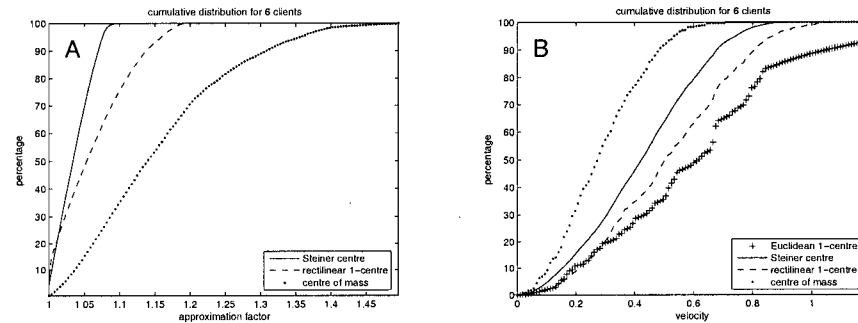 cumulative distribution for 6 clients
A
percentage
100
90
80
70
60
50
40
30
20
10
1
1.05
1.1
1.15
1.2
1.25
1.3
1.35
1.4
1.45
approximation factor
Steiner centre
rectilinear 1-centre
centre of mass
cumulative distribution for 6 clients
B
percentage
100
90
80
70
60
50
40
30
20
10
0
0
0.2
0.4
0.6
0.8
1
velocity
Euclidean 1-centre
Steiner centre
rectilinear 1-centre
centre of mass